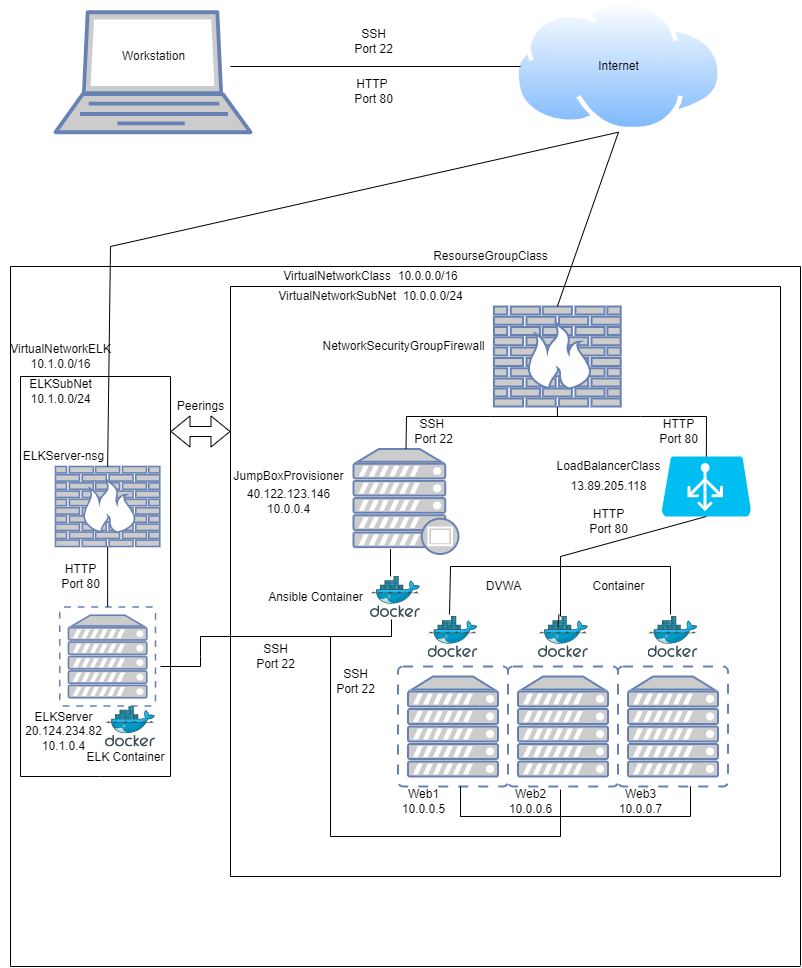 Workstation
SSH
Port 22
HTTP
Port 80
Internet
ResourseGroupClass
VirtualNetworkClass 10.0.0.0/16
VirtualNetworkSubNet 10.0.0.0/24
NetworkSecurityGroupFirewall
VirtualNetworkELK
10.1.0.0/16
ELKSubNet
10.1.0.0/24
Peerings
ELKServer-nsg
SSH
Port 22
HTTP
Port 80
JumpBoxProvisioner
40.122.123.146
10.0.0.4
LoadBalancerClass
13.89.205.118
HTTP
Port 80
HTTP
Port 80
Ansible Container
docker
DVWA
Container
docker
docker
docker
SSH
Port 22
SSH
Port 22
ELKServer
20.124.234.82
10.1.0.4
docker
ELK Container
Web1
10.0.0.5
Web2
10.0.0.6
Web3
10.0.0.7